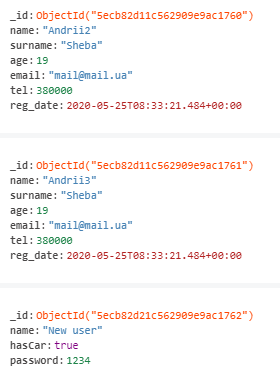 _id:ObjectId("5ecb82d11c562909e9ac1760")
name:"Andrii2"
surname:"Sheba"
age:19
email:"mail@mail.ua"
tel:380000
reg_date:2020-05-25T08:33:21.484+00:00
_id:ObjectId("5ecb82d11c562909e9ac1761")
name:"Andrii3"
surname:"Sheba"
age:19
email:"mail@mail.ua"
tel:380000
reg_date:2020-05-25T08:33:21.484+00:00
_id:ObjectId("5ecb82d21c562909e9ac1762")
name:"New user"
hasCar:true
password:1234